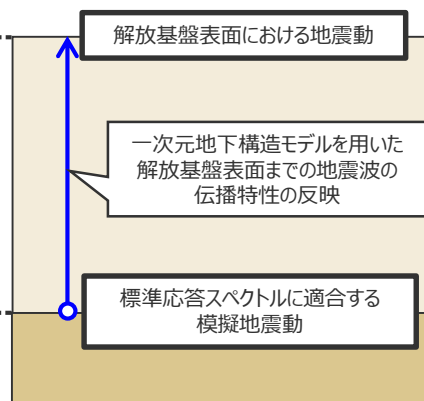 解放基盤表面における地震動
一次元地下構造モデルを用いた
解放基盤表面までの地震波の
伝播特性の反映
標準応答スペクトルに適合する
模擬地震動